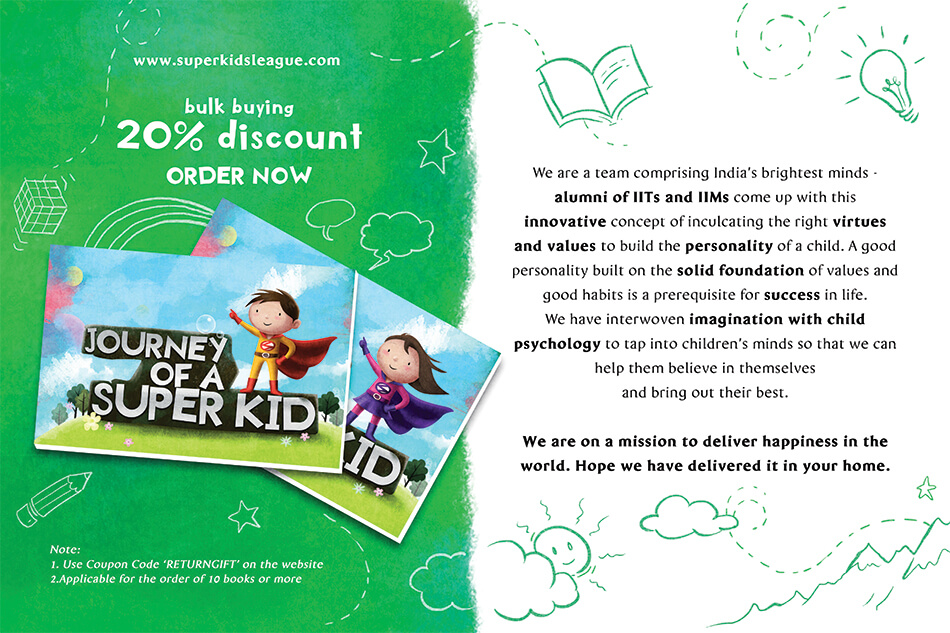 www.superkidsleague.com
bulk buying
20% discount
ORDER NOW
JOURNEY
OF A
SUPER KID
KID
Note:
1. Use Coupon Code ‘RETURNGIFT’ on the website
2.Applicable for the order of 10 books or more
We are a team comprising India’s brightest minds -
alumni of IITs and IIMs come up with this
innovative concept of inculcating the right virtues
and values to build the personality of a child. A good
personality built on the solid foundation of values and
good habits is a prerequisite for success in life.
We have interwoven imagination with child
psychology to tap into children’s minds so that we can
help them believe in themselves
and bring out their best.
We are on a mission to deliver happiness in the
world. Hope we have delivered it in your home.